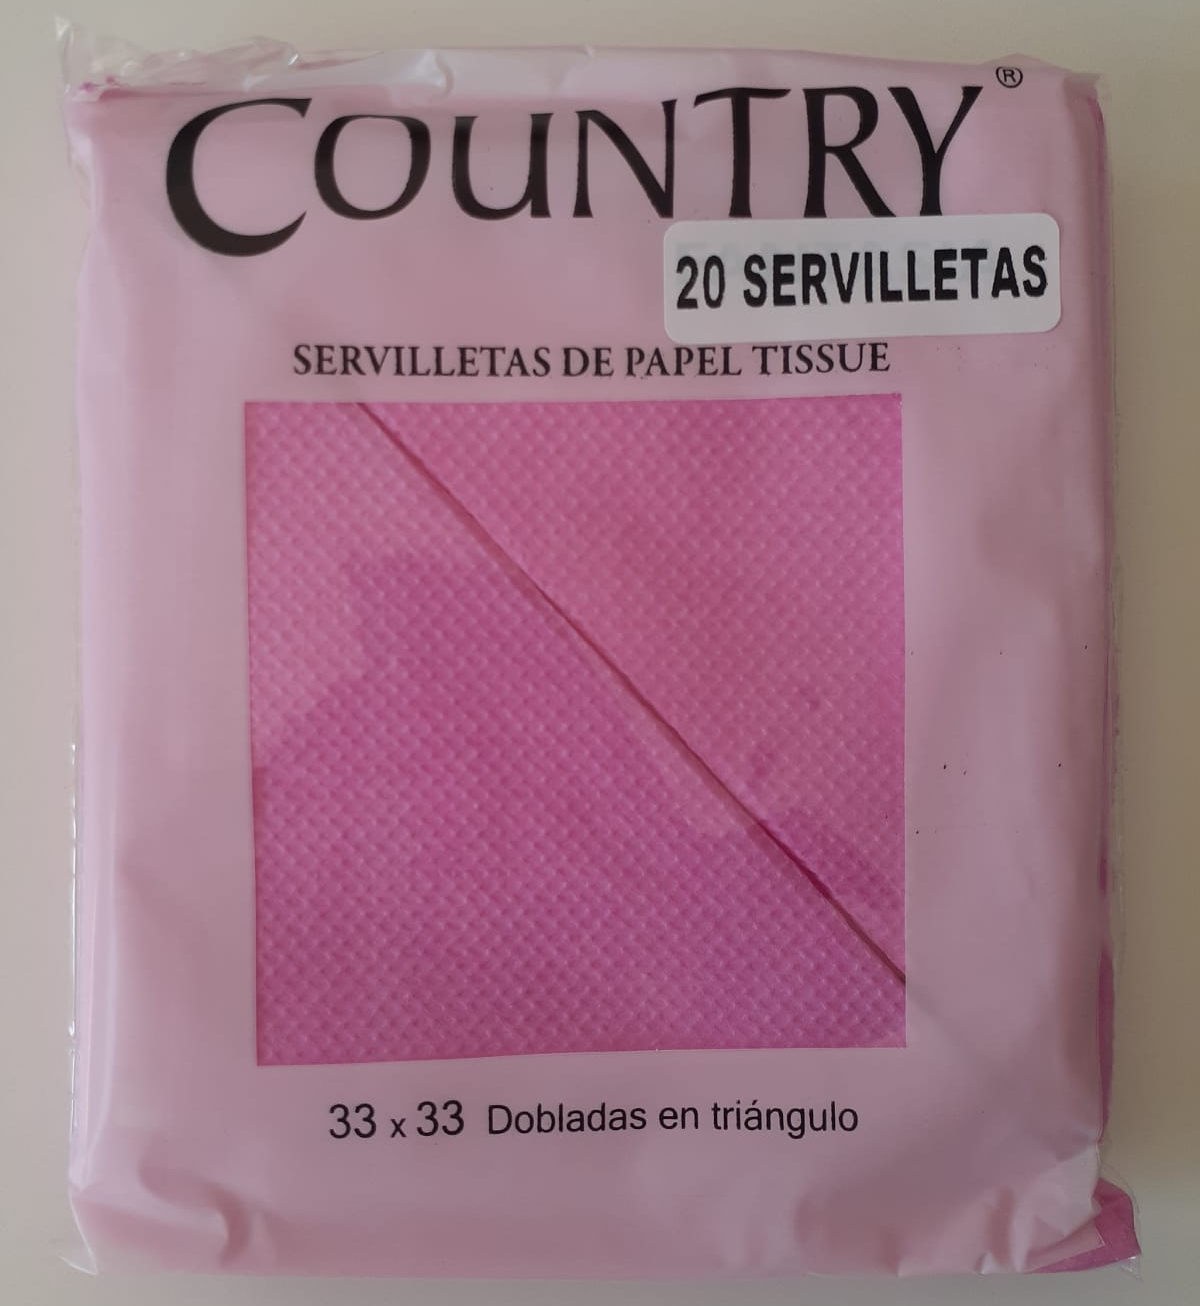 COUNTRY®
20 SERVILLETAS
SERVILLETAS DE PAPEL TISSUE
33 x 33 Dobladas en triángulo